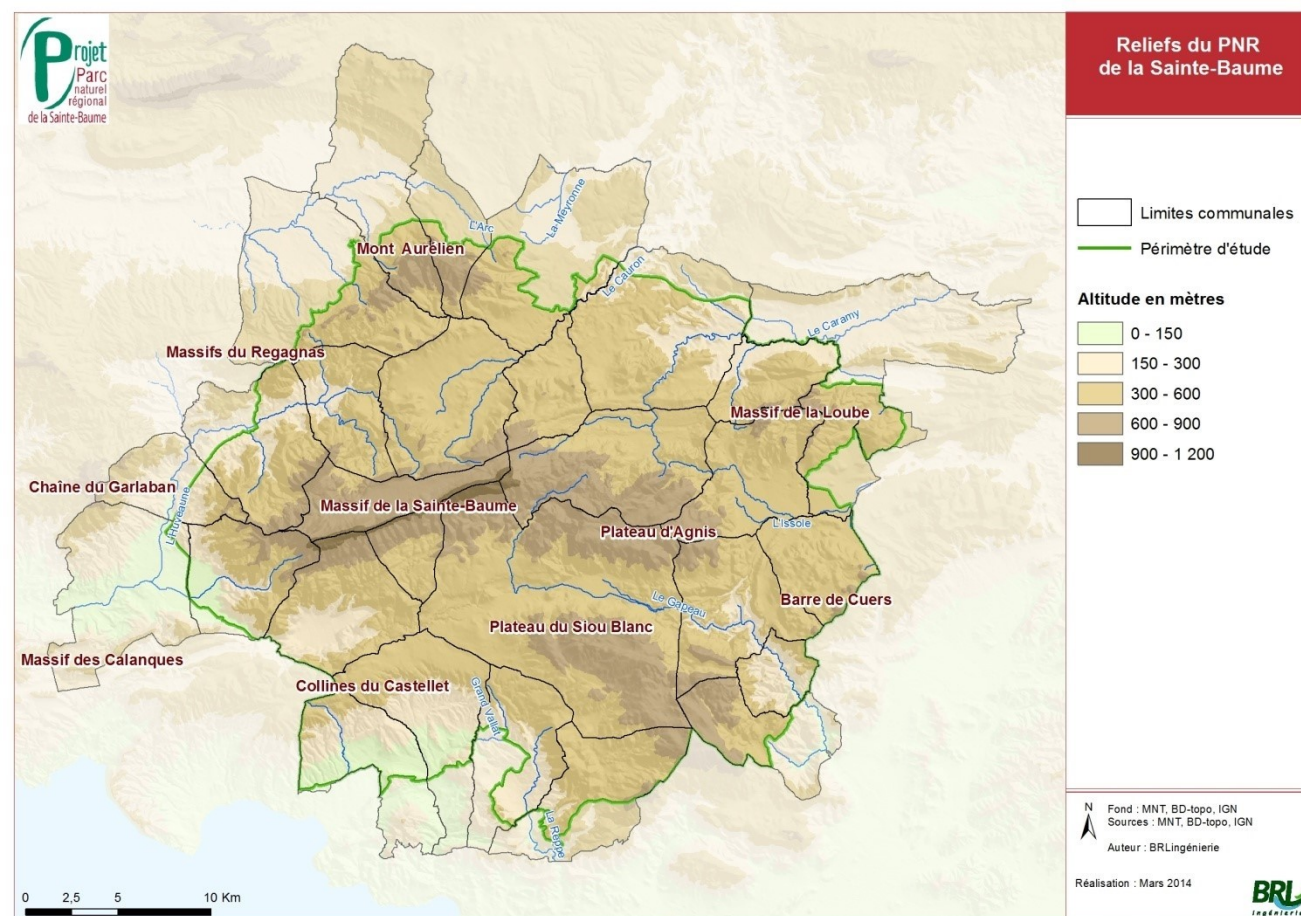 Projet
Parc
naturel
régional
de la Sainte-Baume
Reliefs du PNR
de la Sainte-Baume
Limites communales
Périmètre d'étude
Altitude en mètres
0 - 150
150 - 300
300 - 600
600 - 900
900 - 1 200
La-Meyronne
L'Arc
Mont Aurélien
Le Cauron
Le Caramy
Massifs du Regagnas
Massif de la Loube
Chaîne du Garlaban
L'Huveaune
Massif de la Sainte-Baume
Plateau d'Agnis
L'Issole
Le Gapeau
Barre de Cuers
Plateau du Siou Blanc
Massif des Calanques
Collines du Castellet
Grand Vallat
La Reppe
0 2,5 5 10 Km
N
Fond : MNT, BD-topo, IGN
Sources : MNT, BD-topo, IGN
Auteur : BRLingénierie
Réalisation : Mars 2014
BRL
Ingénierie